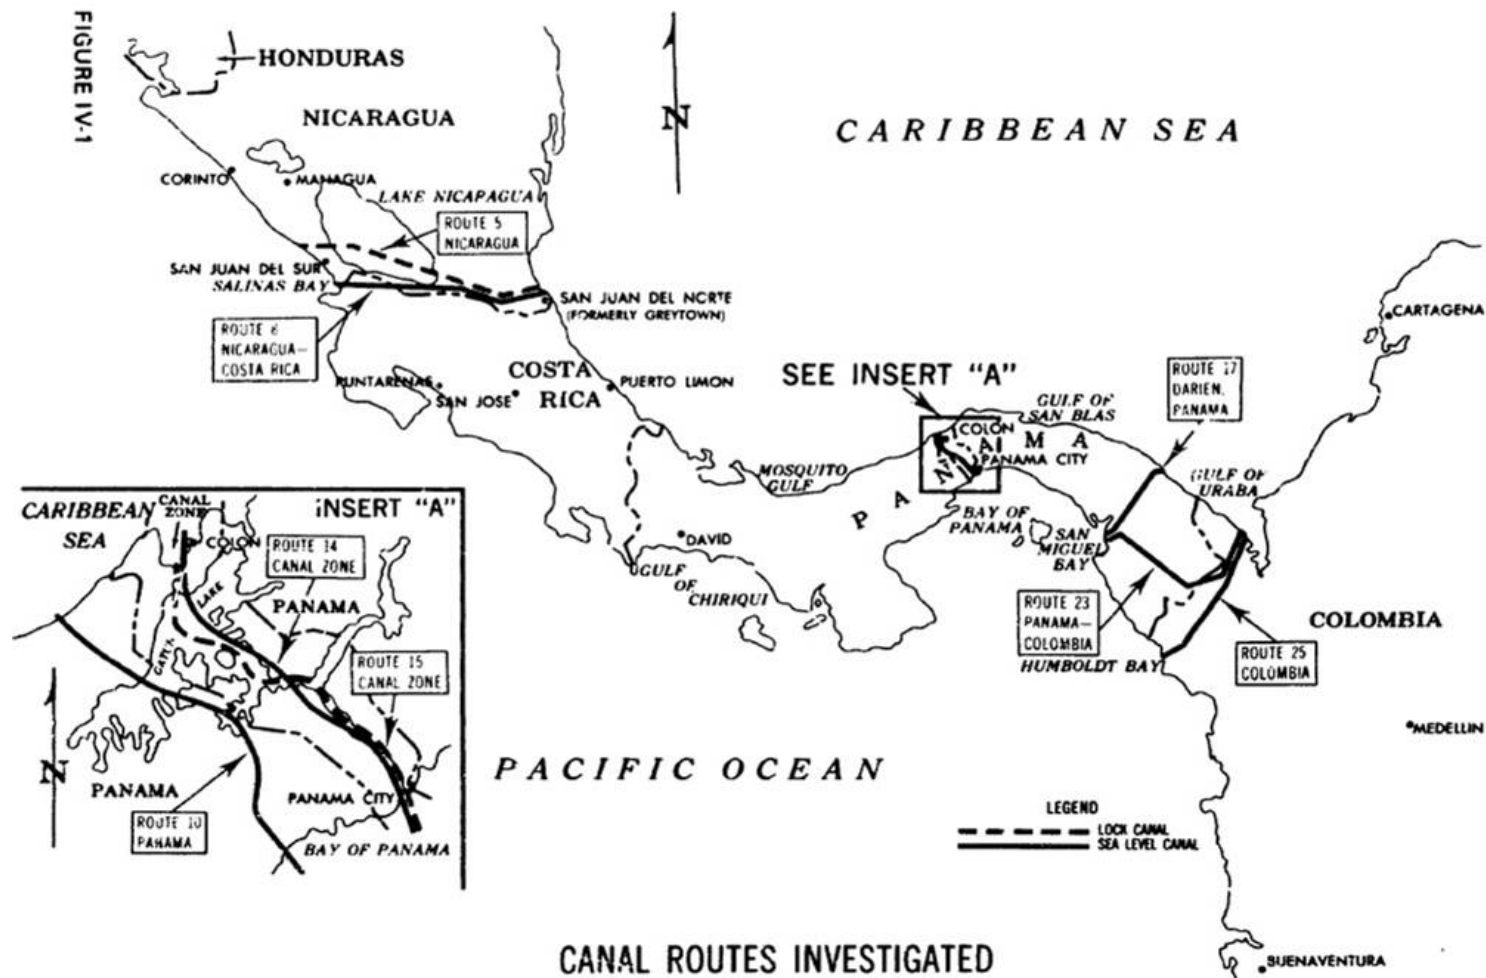 FIGURE IV-1
HONDURAS
NICARAGUA
CARIBBEAN SEA
N
CORINTO
MANAGUA
LAKE NICAPAGUA
ROUTE 5
NICARAGUA
SAN JUAN DEL SUR
SALINAS BAY
SAN JUAN DEL NORTE
(FORMERLY GREYTOWN)
ROUTE 8
NICARAGUA—
COSTA RICA
COSTA
RICA
PUNTARENAS
SAN JOSE
PUERTO LIMON
CARTAGENA
SEE INSERT "A"
ROUTE 17
DARIEN,
PANAMA
GULF OF
SAN BLAS
COLON
PANAMA
PANAMA CITY
MOSQUITO
GULF
GULF OF
URABA
BAY OF
PANAMA
SAN
MIGUEL
BAY
DAVID
GULF
OF
CHIRIQUI
ROUTE 23
PANAMA—
COLOMBIA
COLOMBIA
HUMBOLDT BAY
ROUTE 25
COLOMBIA
MEDELLIN
PACIFIC OCEAN
BUENAVENTURA
INSERT "A"
CARIBBEAN
SEA
CANAL
ZONE
COLON
ROUTE 14
CANAL ZONE
GATUN
LAKE
PANAMA
ROUTE 15
CANAL ZONE
N
PANAMA
ROUTE 10
PANAMA
PANAMA CITY
BAY OF PANAMA
LEGEND
LOCK CANAL
SEA LEVEL CANAL
CANAL ROUTES INVESTIGATED